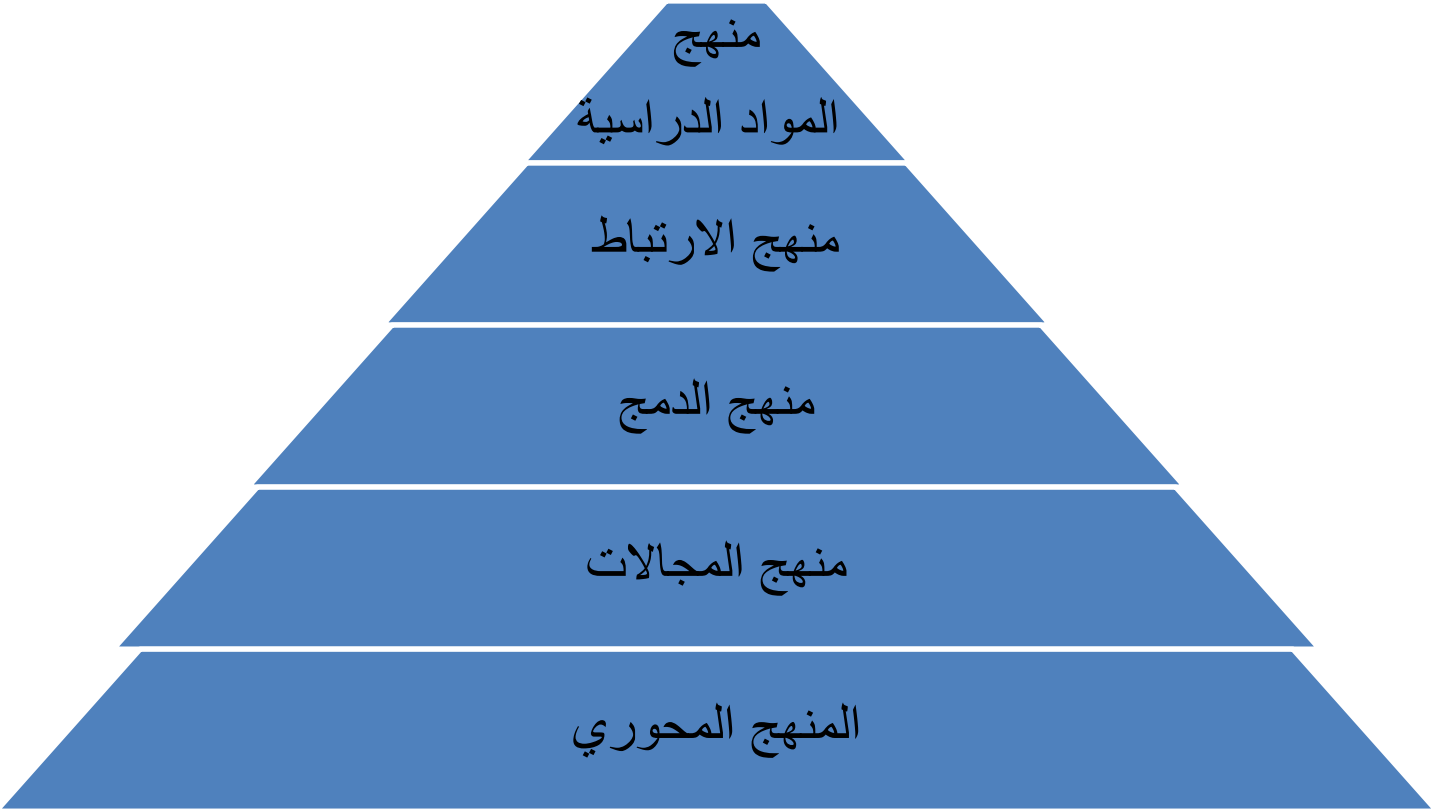 منهج
المواد الدراسية
منهج الارتباط
منهج الدمج
منهج المجالات
المنهج المحوري